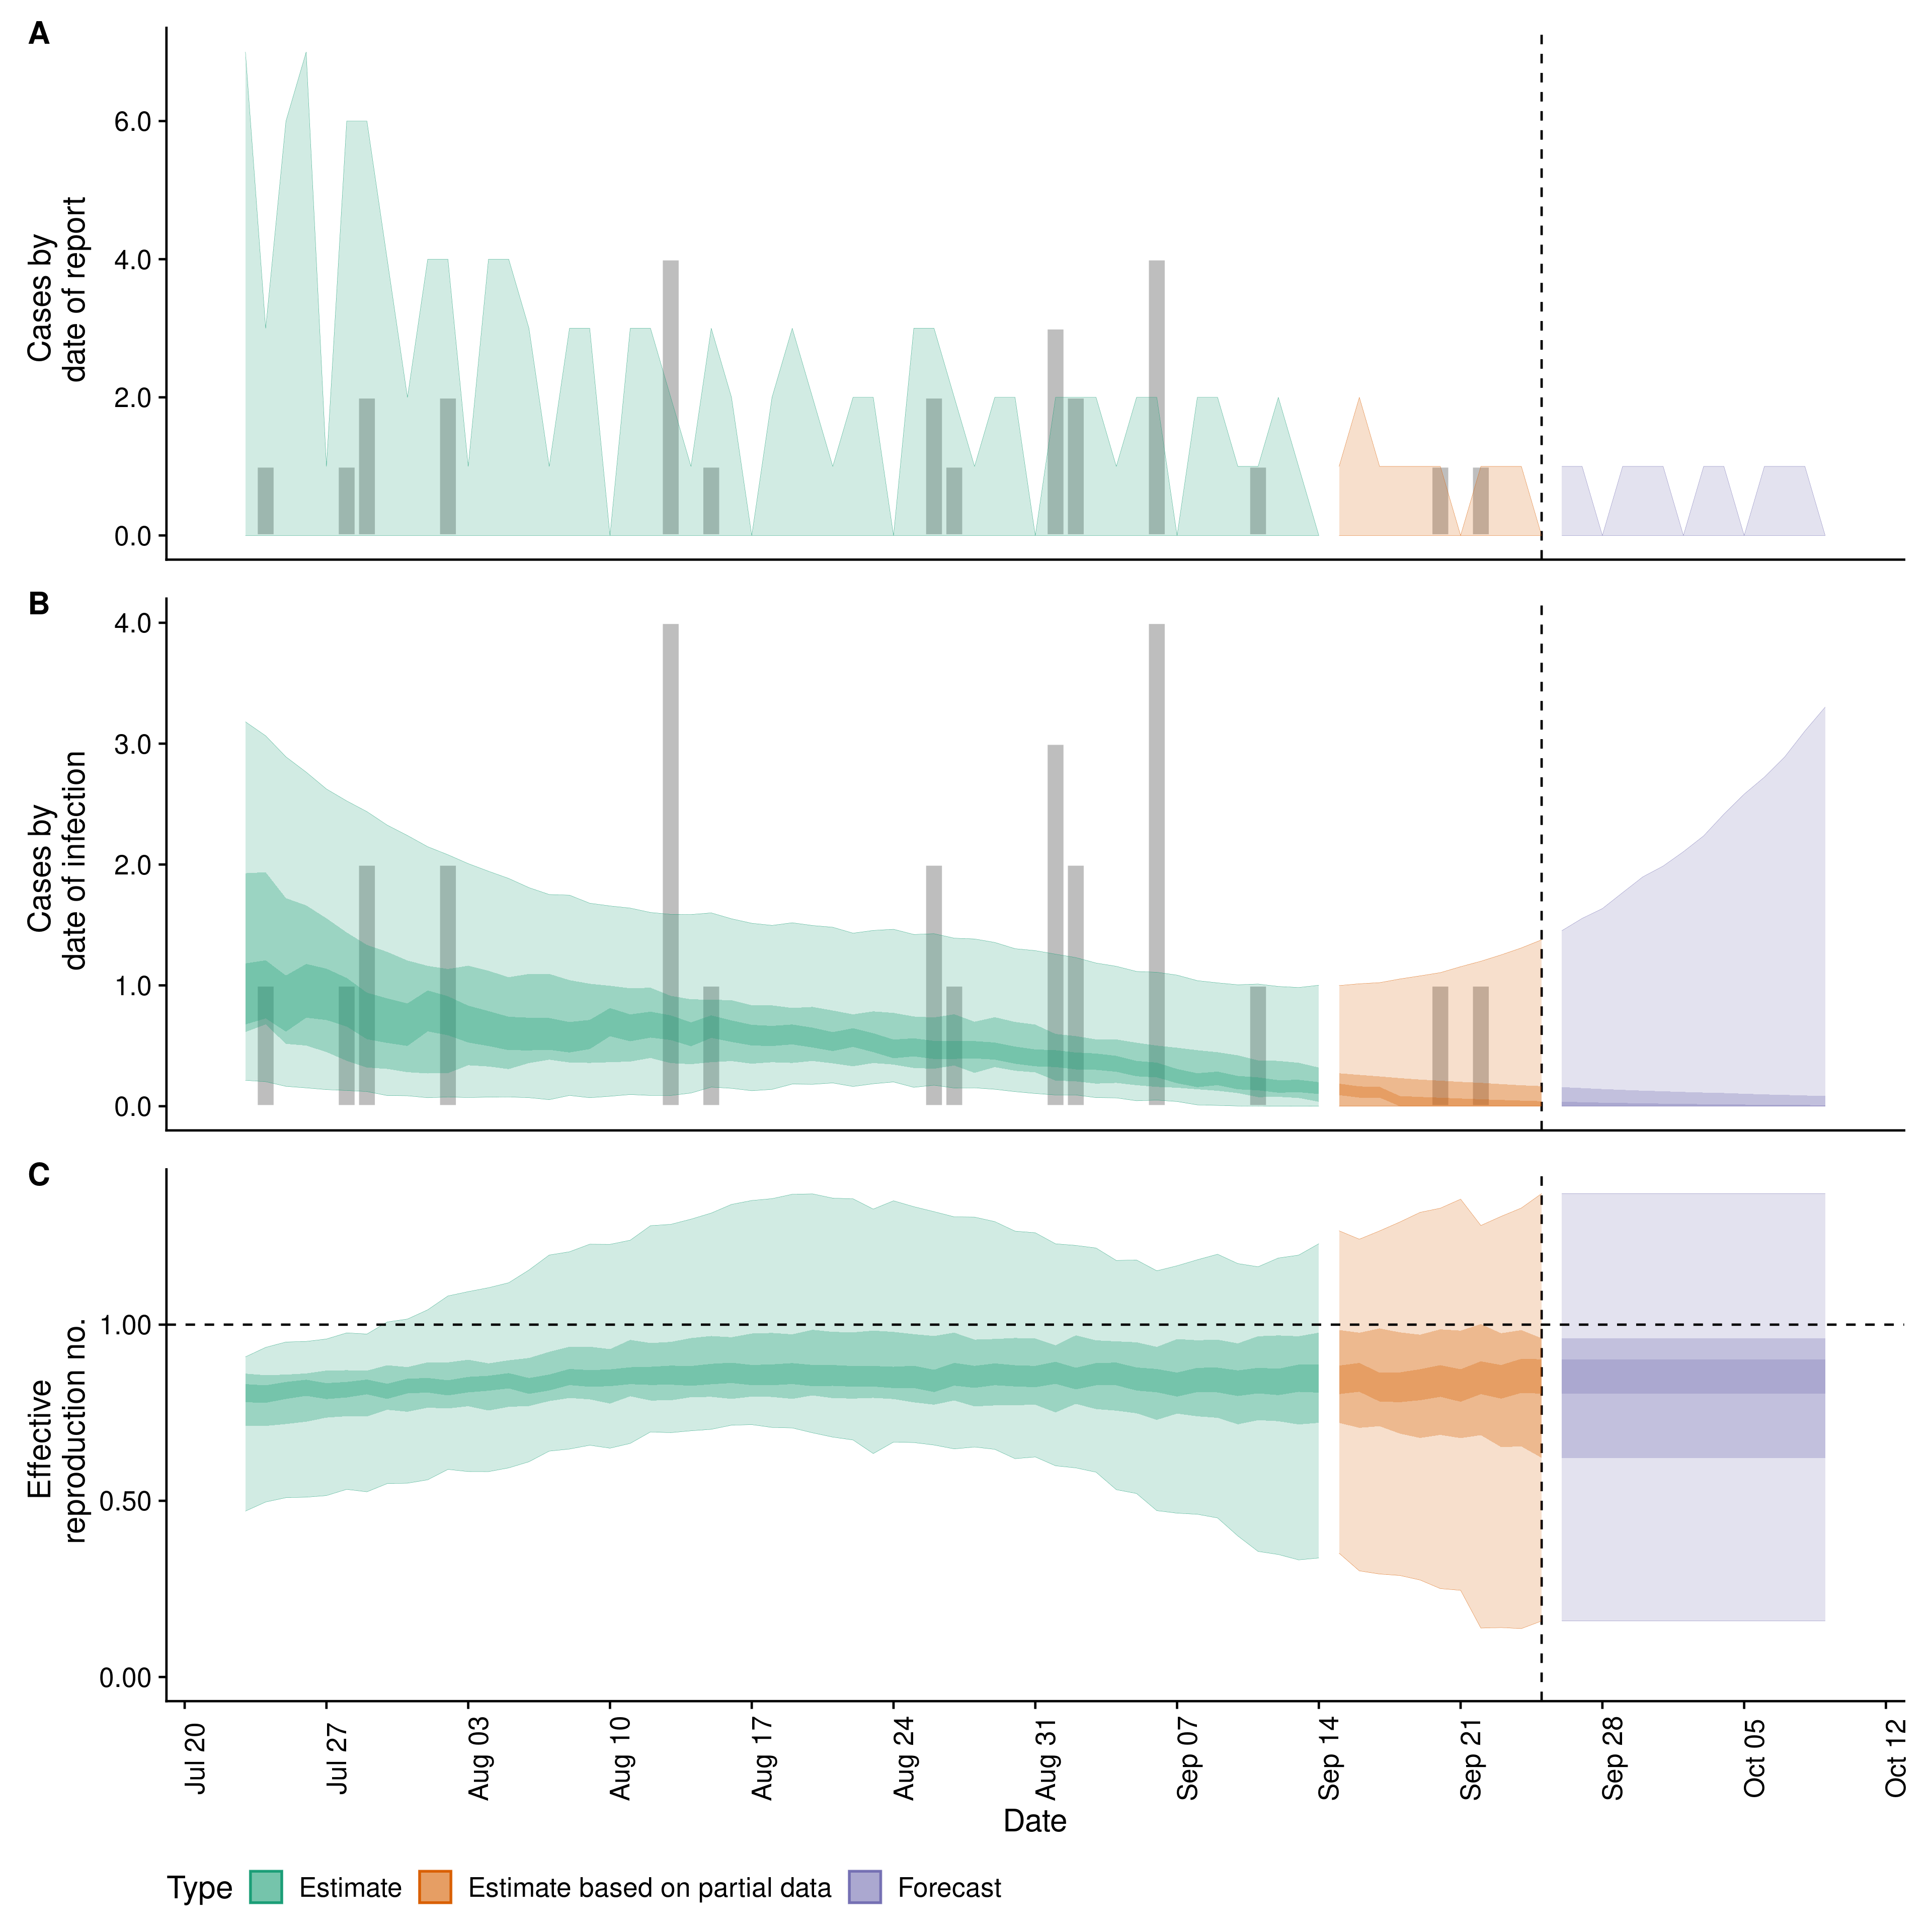 A
Cases by
date of report
6.0
4.0
2.0
0.0
B
Cases by
date of infection
4.0
3.0
2.0
1.0
0.0
C
Effective
reproduction no.
1.00
0.50
0.00
Jul 20
Jul 27
Aug 03
Aug 10
Aug 17
Aug 24
Aug 31
Sep 07
Sep 14
Sep 21
Sep 28
Oct 05
Oct 12
Date
Type Estimate Estimate based on partial data Forecast